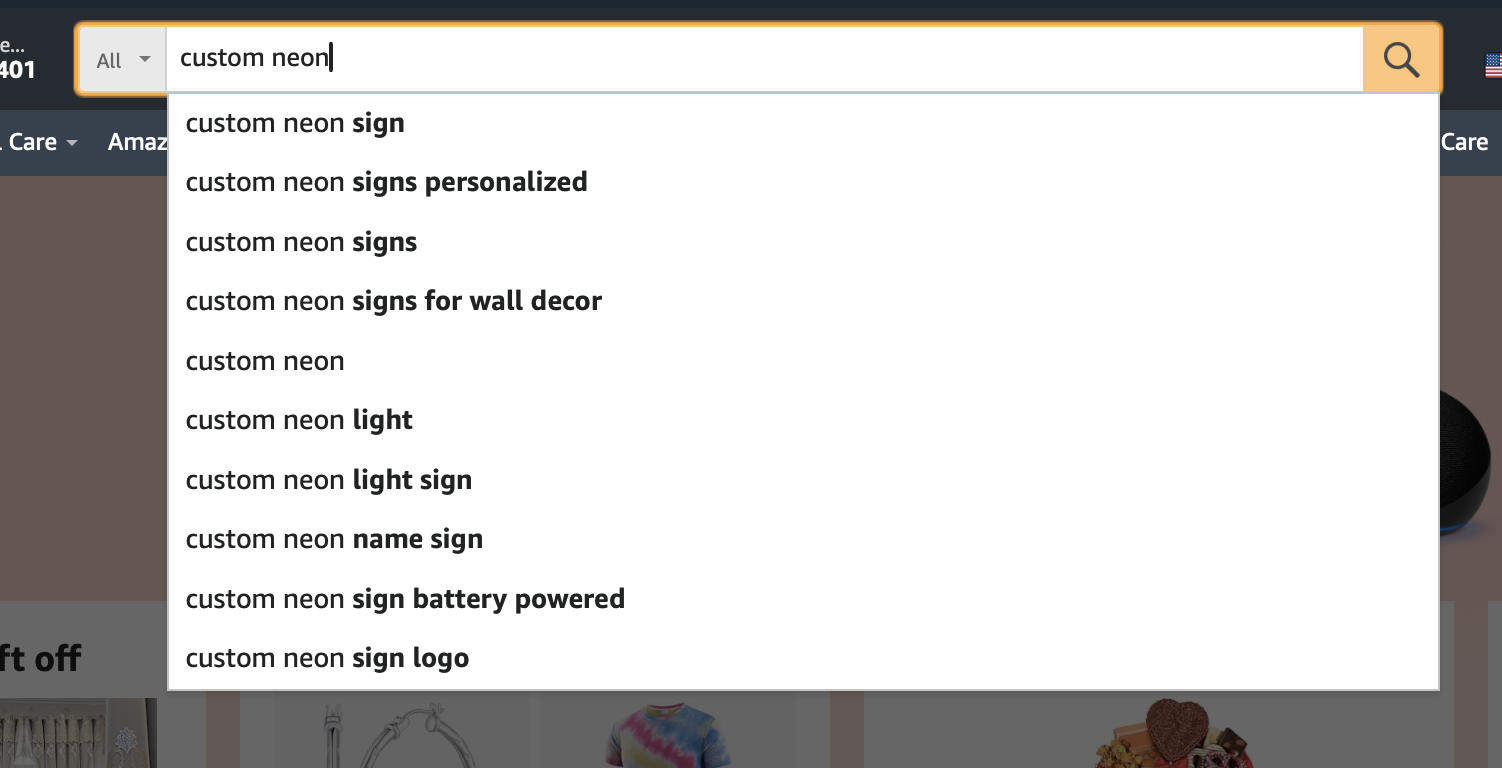 e...
401
All
custom neon
Care
Amaz
Care
custom neon sign
custom neon signs personalized
custom neon signs
custom neon signs for wall decor
custom neon
custom neon light
custom neon light sign
custom neon name sign
custom neon sign battery powered
custom neon sign logo
ft off